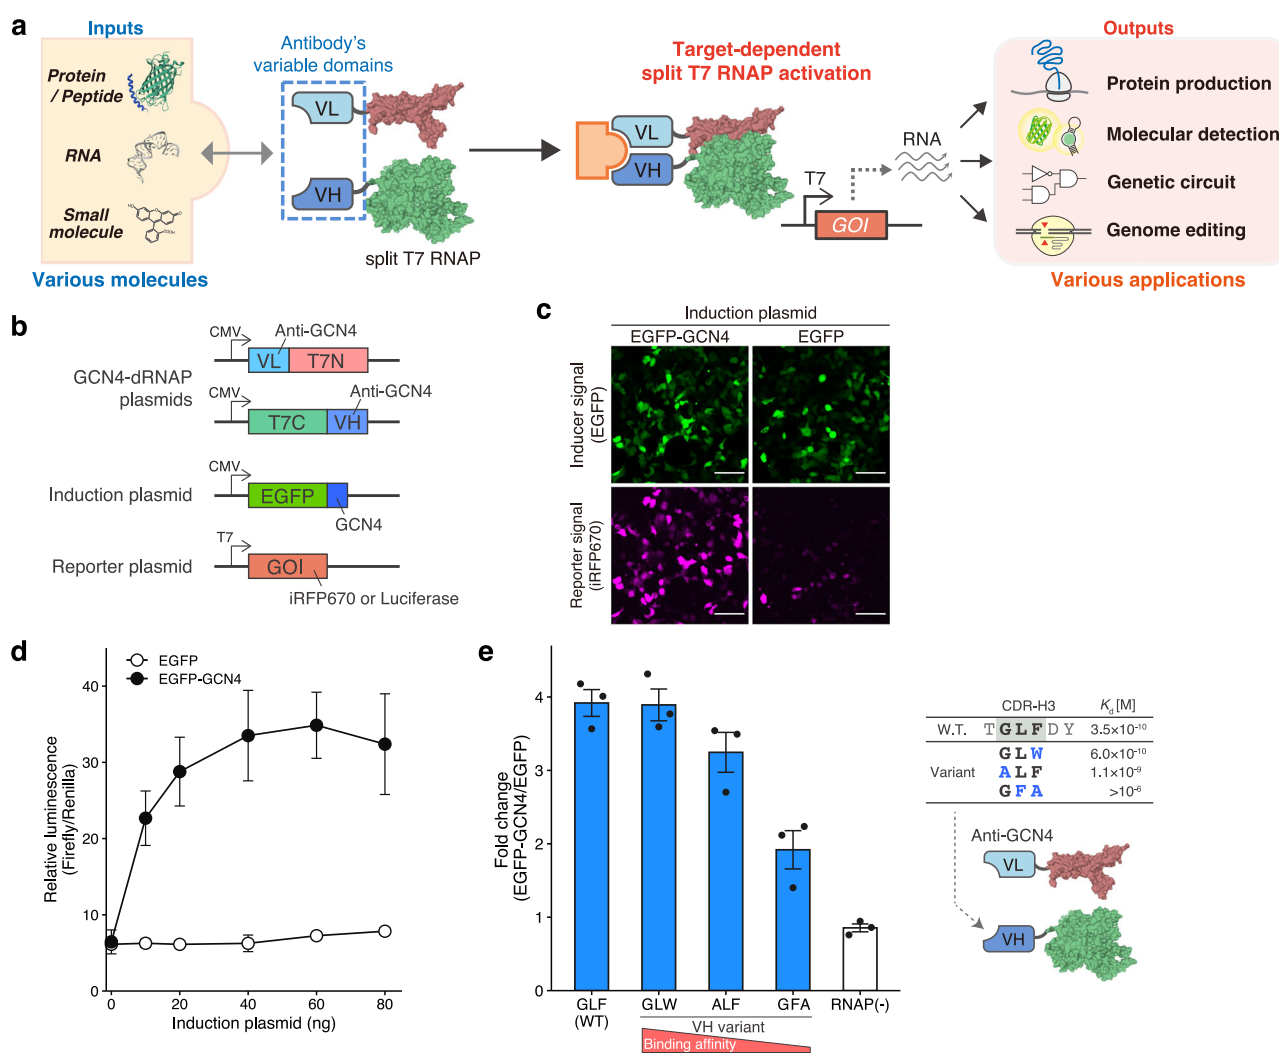 a
Inputs
Protein
/ Peptide
RNA
Small
molecule
COOH
Various molecules
Antibody's
variable domains
VL
VH
split T7 RNAP
Target-dependent
split T7 RNAP activation
VL
VH
T7
GOI
RNA
Outputs
Protein production
Molecular detection
Genetic circuit
Genome editing
Various applications
b
GCN4-dRNAP
plasmids
CMV
Anti-GCN4
VL T7N
CMV
Anti-GCN4
T7C VH
Induction plasmid
CMV
EGFP
GCN4
Reporter plasmid
T7
GOI
iRFP670 or Luciferase
c
Induction plasmid
EGFP-GCN4 EGFP
Inducer signal
(EGFP)
Reporter signal
(iRFP670)
d
EGFP
EGFP-GCN4
Relative luminescence
(Firefly/Renilla)
40
30
20
10
0
0 20 40 60 80
Induction plasmid (ng)
e
Fold change
(EGFP-GCN4/EGFP)
4
3
2
1
0
GLF GLW ALF GFA RNAP(-)
(WT)
VH variant
Binding affinity
CDR-H3 Kd [M]
W.T. T G L F D Y 3.5×10-10
G L W 6.0×10-10
Variant A L F 1.1×10-9
G F A >10-6
Anti-GCN4
VL
VH